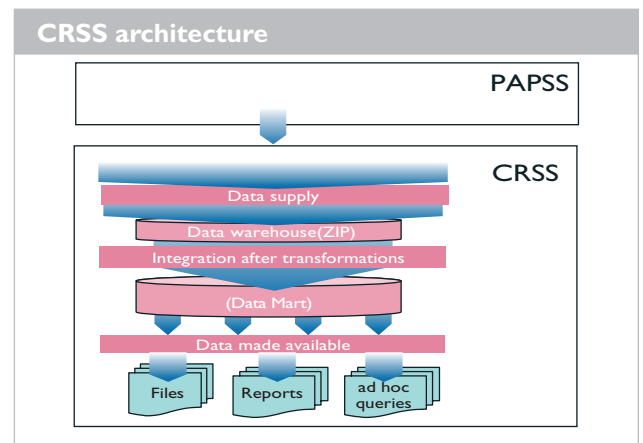 CRSS architecture
PAPSS
CRSS
Data supply
Data warehouse(ZIP)
Integration after transformations
(Data Mart)
Data made available
Files
Reports
ad hoc
queries